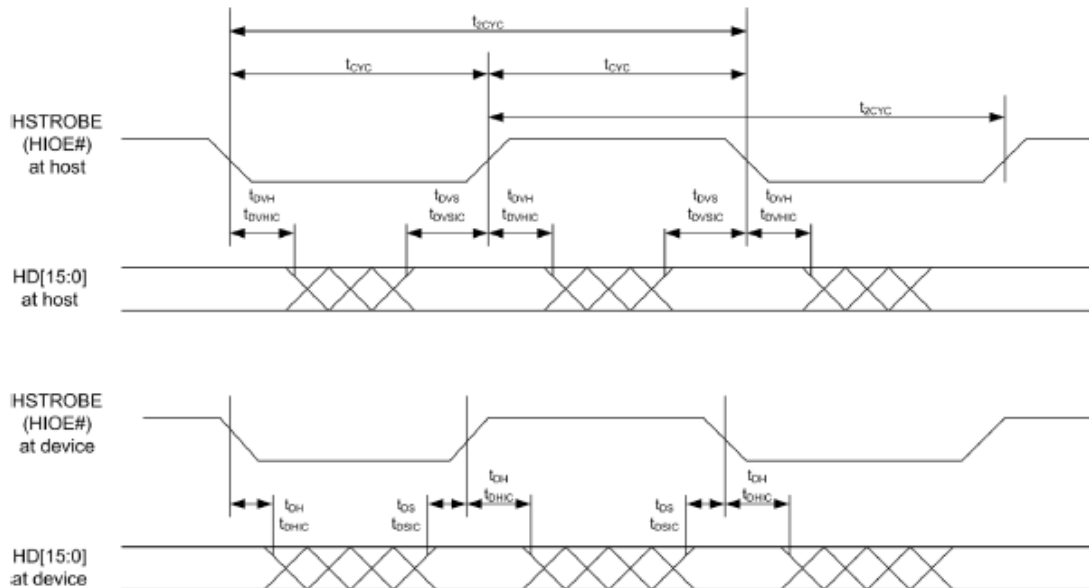 t2CYC
tCYC tCYC
t2CYC
HSTROBE
(HIOE#)
at host
tDVH tDVS tDVH tDVS tDVH
tDVHIC tDVSIC tDVHIC tDVSIC tDVHIC
HD[15:0]
at host
HSTROBE
(HIOE#)
at device
tDH tDS tDH tDS tDH
tDHIC tDSIC tDHIC tDSIC tDHIC
HD[15:0]
at device